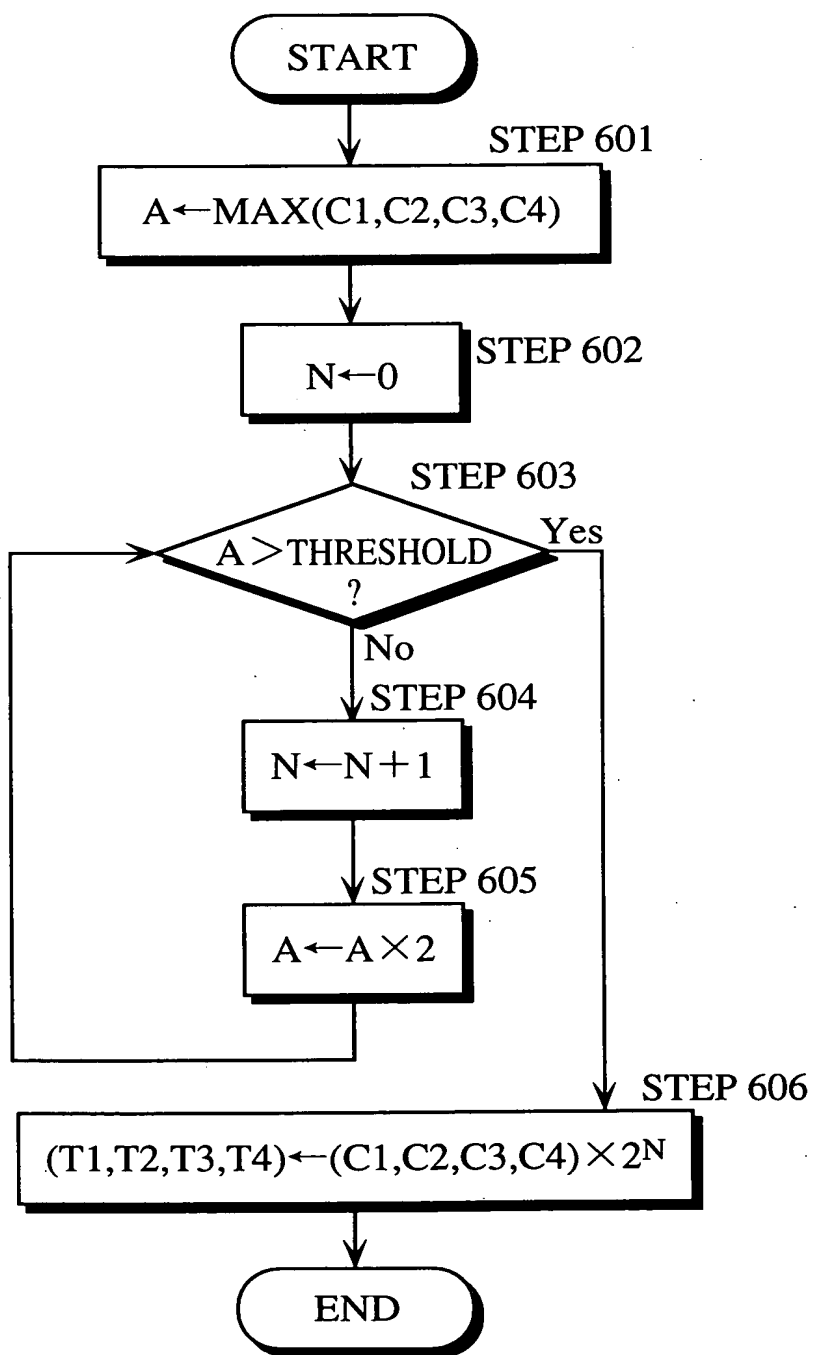 START
STEP 601
A←MAX(C1,C2,C3,C4)
STEP 602
N←0
STEP 603
A>THRESHOLD
?
Yes
No
STEP 604
N←N+1
STEP 605
A←A×2
STEP 606
(T1,T2,T3,T4)←(C1,C2,C3,C4)×2ᴺ
END